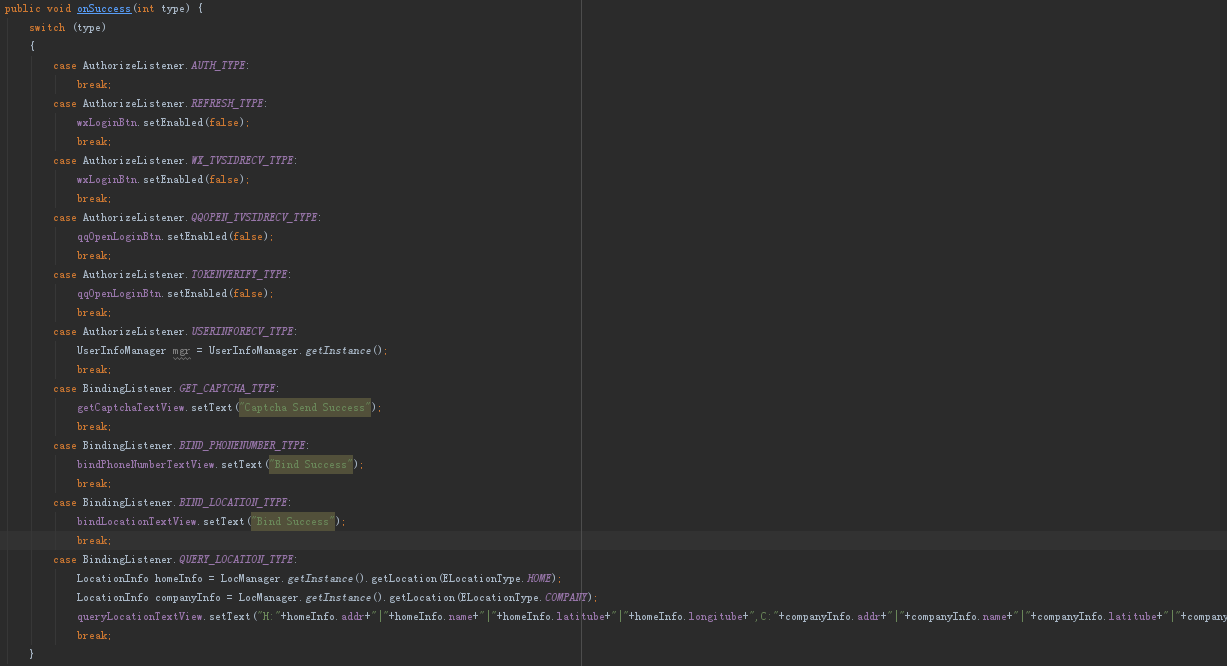 public void onSuccess(int type) {
switch (type)
{
case AuthorizeListener.AUTH_TYPE:
break;
case AuthorizeListener.REFRESH_TYPE:
wxLoginBtn.setEnabled(false);
break;
case AuthorizeListener.WX_TVSIDRECV_TYPE:
wxLoginBtn.setEnabled(false);
break;
case AuthorizeListener.QQOPEN_TVSIDRECV_TYPE:
qqOpenLoginBtn.setEnabled(false);
break;
case AuthorizeListener.TOKENVERIFY_TYPE:
qqOpenLoginBtn.setEnabled(false);
break;
case AuthorizeListener.USERINFORECV_TYPE:
UserInfoManager mgr = UserInfoManager.getInstance();
break;
case BindingListener.GET_CAPTCHA_TYPE:
getCaptchaTextView.setText("Captcha Send Success");
break;
case BindingListener.BIND_PHONENUMBER_TYPE:
bindPhoneNumberTextView.setText("Bind Success");
break;
case BindingListener.BIND_LOCATION_TYPE:
bindLocationTextView.setText("Bind Success");
break;
case BindingListener.QUERY_LOCATION_TYPE:
LocationInfo homeInfo = LocManager.getInstance().getLocation(ELocationType.HOME);
LocationInfo companyInfo = LocManager.getInstance().getLocation(ELocationType.COMPANY);
queryLocationTextView.setText("H:"+homeInfo.addr+"|"+homeInfo.name+"|"+homeInfo.latitube+"|"+homeInfo.longitube+",C:"+companyInfo.addr+"|"+companyInfo.name+"|"+companyInfo.latitube+"|"+company
break;
}